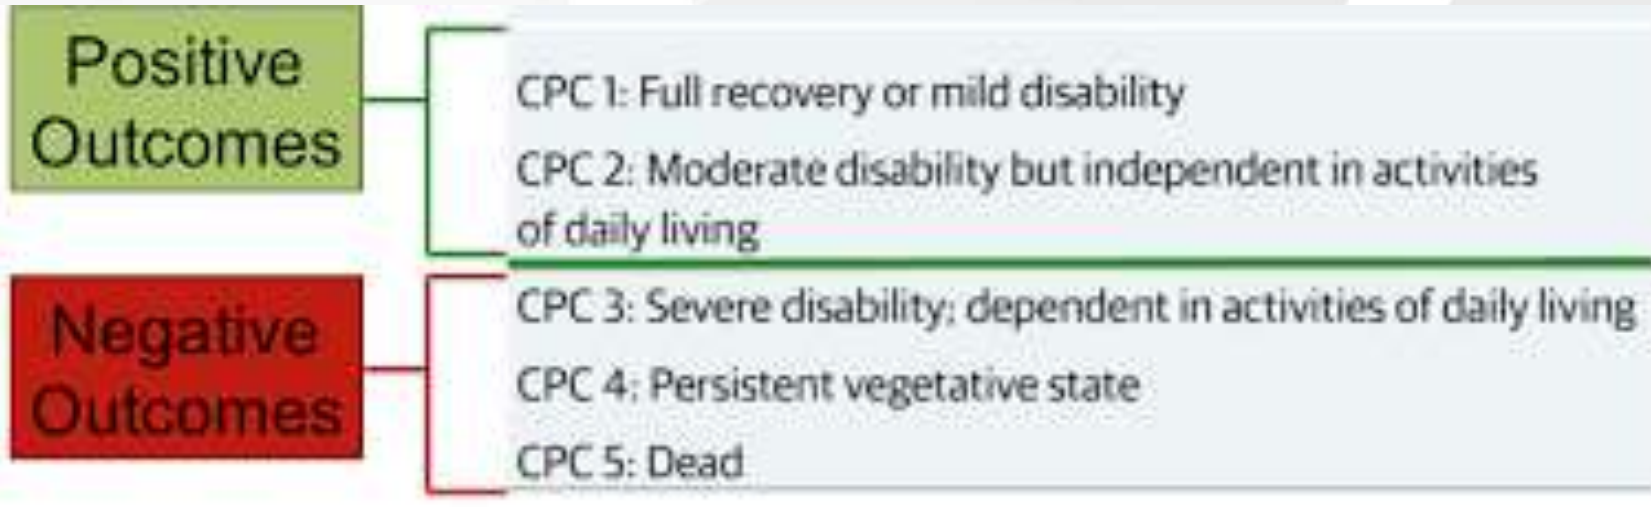 Positive
Outcomes
CPC 1: Full recovery or mild disability
CPC 2: Moderate disability but independent in activities
of daily living
Negative
Outcomes
CPC 3: Severe disability; dependent in activities of daily living
CPC 4: Persistent vegetative state
CPC 5: Dead